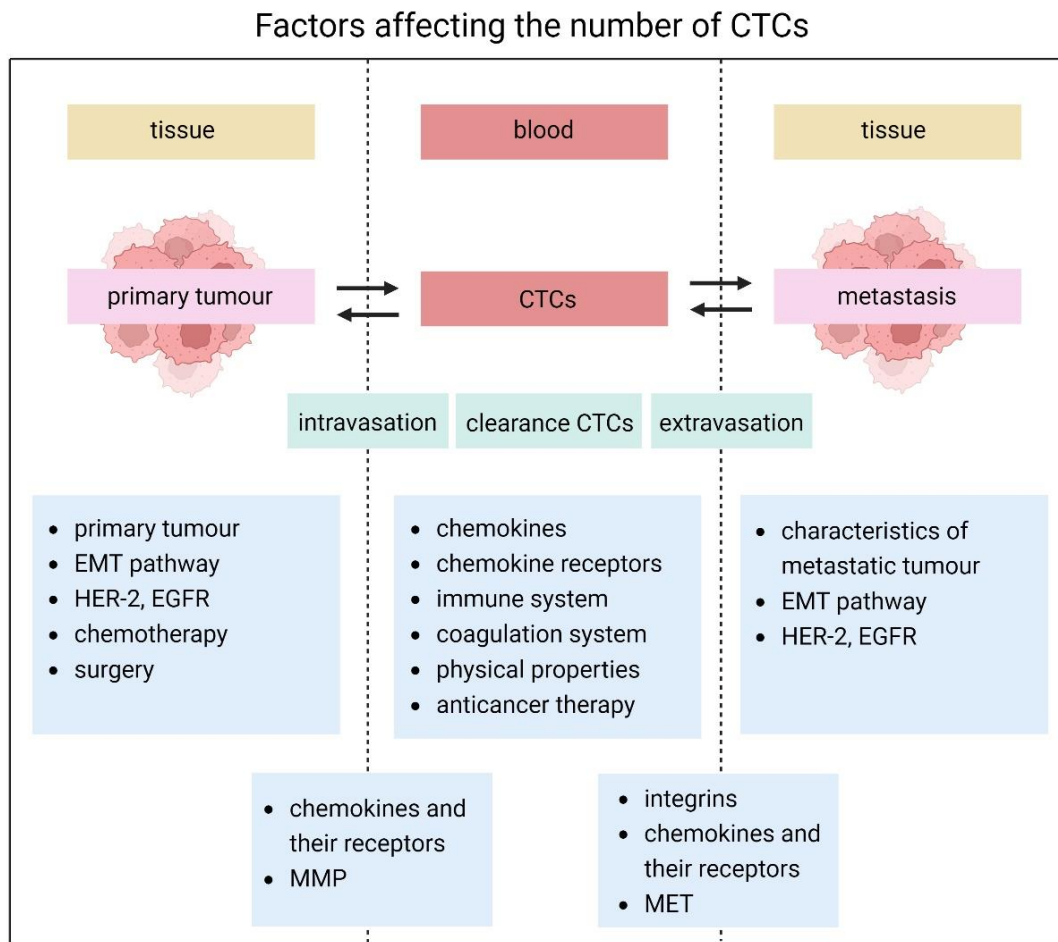 Factors affecting the number of CTCs
tissue
blood
tissue
primary tumour
CTCs
metastasis
intravasation
clearance CTCs
extravasation
• primary tumour
• EMT pathway
• HER-2, EGFR
• chemotherapy
• surgery
• chemokines
• chemokine receptors
• immune system
• coagulation system
• physical properties
• anticancer therapy
• characteristics of
metastatic tumour
• EMT pathway
• HER-2, EGFR
• chemokines and
their receptors
• MMP
• integrins
• chemokines and
their receptors
• MET